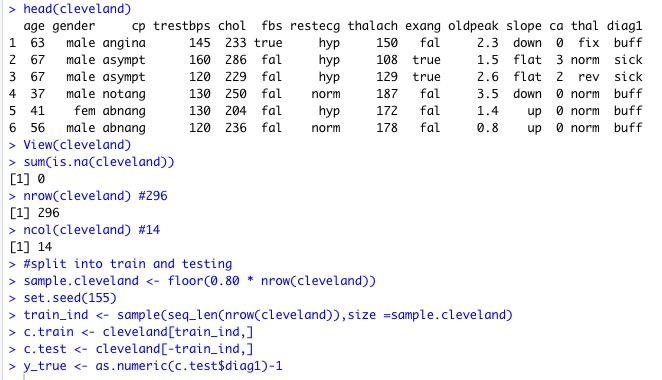 > head(cleveland)
  age gender     cp trestbps chol  fbs restecg thalach exang oldpeak slope ca thal diag1
1  63   male angina      145  233 true     hyp     150   fal     2.3  down  0  fix  buff
2  67   male asympt      160  286  fal     hyp     108  true     1.5  flat  3 norm  sick
3  67   male asympt      120  229  fal     hyp     129  true     2.6  flat  2  rev  sick
4  37   male notang      130  250  fal    norm     187   fal     3.5  down  0 norm  buff
5  41    fem abnang      130  204  fal     hyp     172   fal     1.4    up  0 norm  buff
6  56   male abnang      120  236  fal    norm     178   fal     0.8    up  0 norm  buff
> View(cleveland)
> sum(is.na(cleveland))
[1] 0
> nrow(cleveland) #296
[1] 296
> ncol(cleveland) #14
[1] 14
> #split into train and testing
> sample.cleveland <- floor(0.80 * nrow(cleveland))
> set.seed(155)
> train_ind <- sample(seq_len(nrow(cleveland)),size =sample.cleveland)
> c.train <- cleveland[train_ind,]
> c.test <- cleveland[-train_ind,]
> y_true <- as.numeric(c.test$diag1)-1